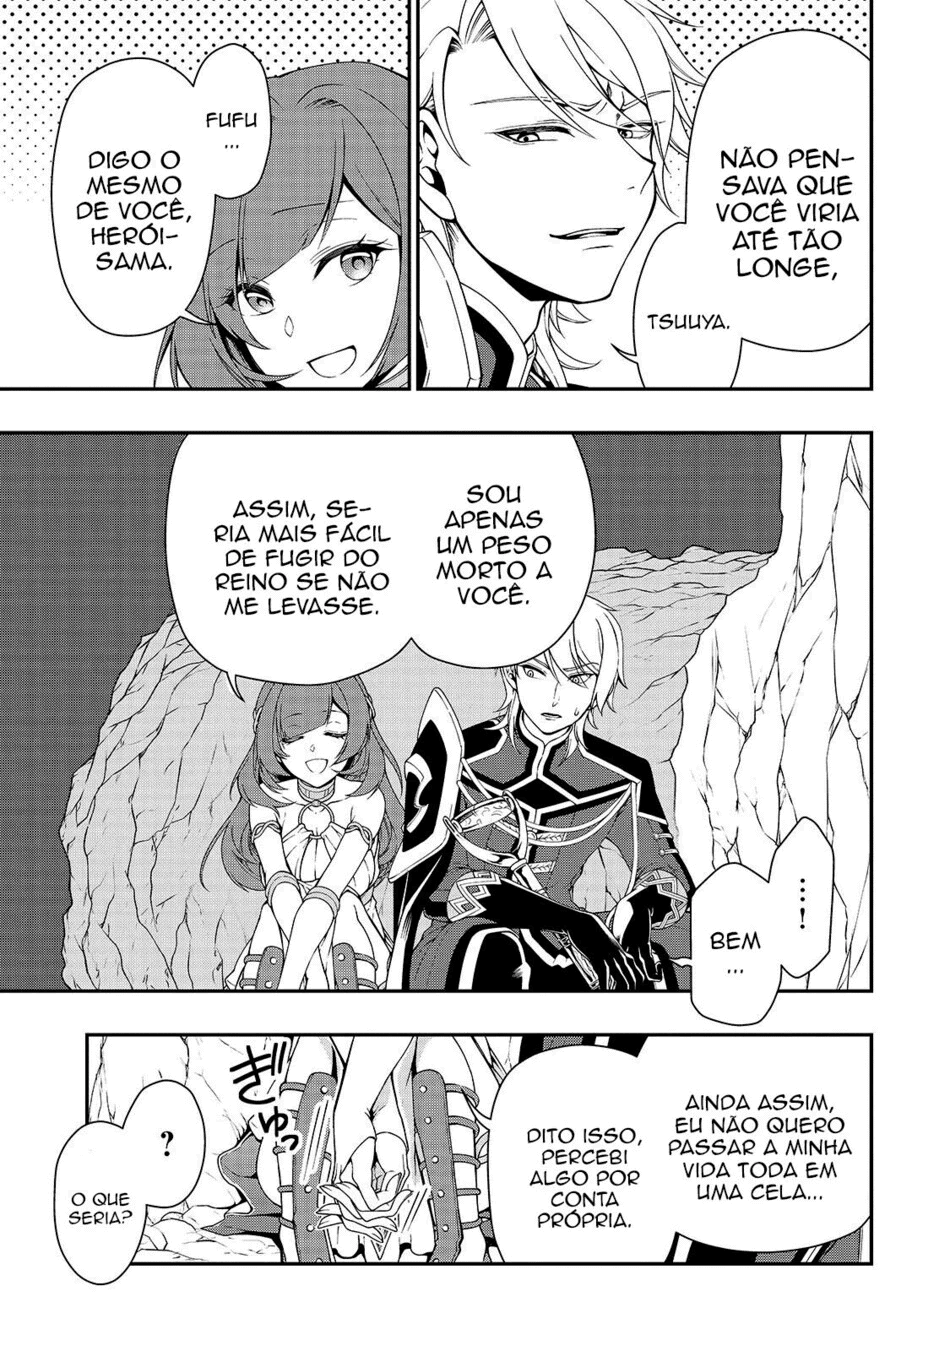 NÃO PEN-
SAVA QUE
VOCÊ VIRIA
ATÉ TÃO
LONGE,
TSUUYA.
FUFU
...
DIGO O
MESMO
DE VOCÊ,
HERÓI-
SAMA.
SOU
APENAS
UM PESO
MORTO A
VOCÊ.
ASSIM, SE-
RIA MAIS FÁCIL
DE FUGIR DO
REINO SE NÃO
ME LEVASSE.
...!
BEM
...
AINDA ASSIM,
EU NÃO QUERO
PASSAR A MINHA
VIDA TODA EM
UMA CELA...
DITO ISSO,
PERCEBI
ALGO POR
CONTA
PRÓPRIA.
ぎゅっ
?
O QUE
SERIA?